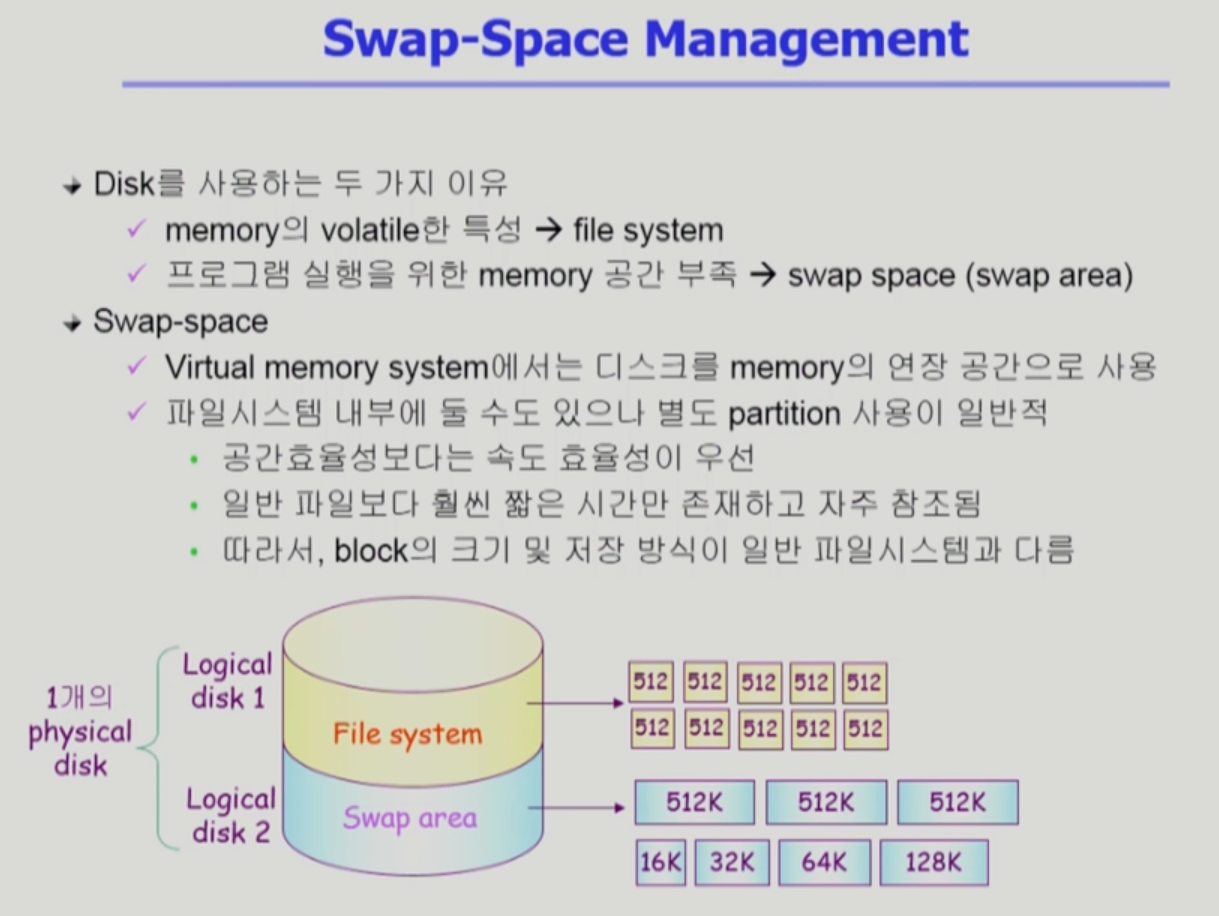 Swap-Space Management
Disk를 사용하는 두 가지 이유
memory의 volatile한 특성 → file system
프로그램 실행을 위한 memory 공간 부족 → swap space (swap area)
Swap-space
Virtual memory system에서는 디스크를 memory의 연장 공간으로 사용
파일시스템 내부에 둘 수도 있으나 별도 partition 사용이 일반적
공간효율성보다는 속도 효율성이 우선
일반 파일보다 훨씬 짧은 시간만 존재하고 자주 참조됨
따라서, block의 크기 및 저장 방식이 일반 파일시스템과 다름
1개의
physical
disk
Logical
disk 1
Logical
disk 2
File system
Swap area
512 512 512 512 512
512 512 512 512 512
512K 512K 512K
16K 32K 64K 128K